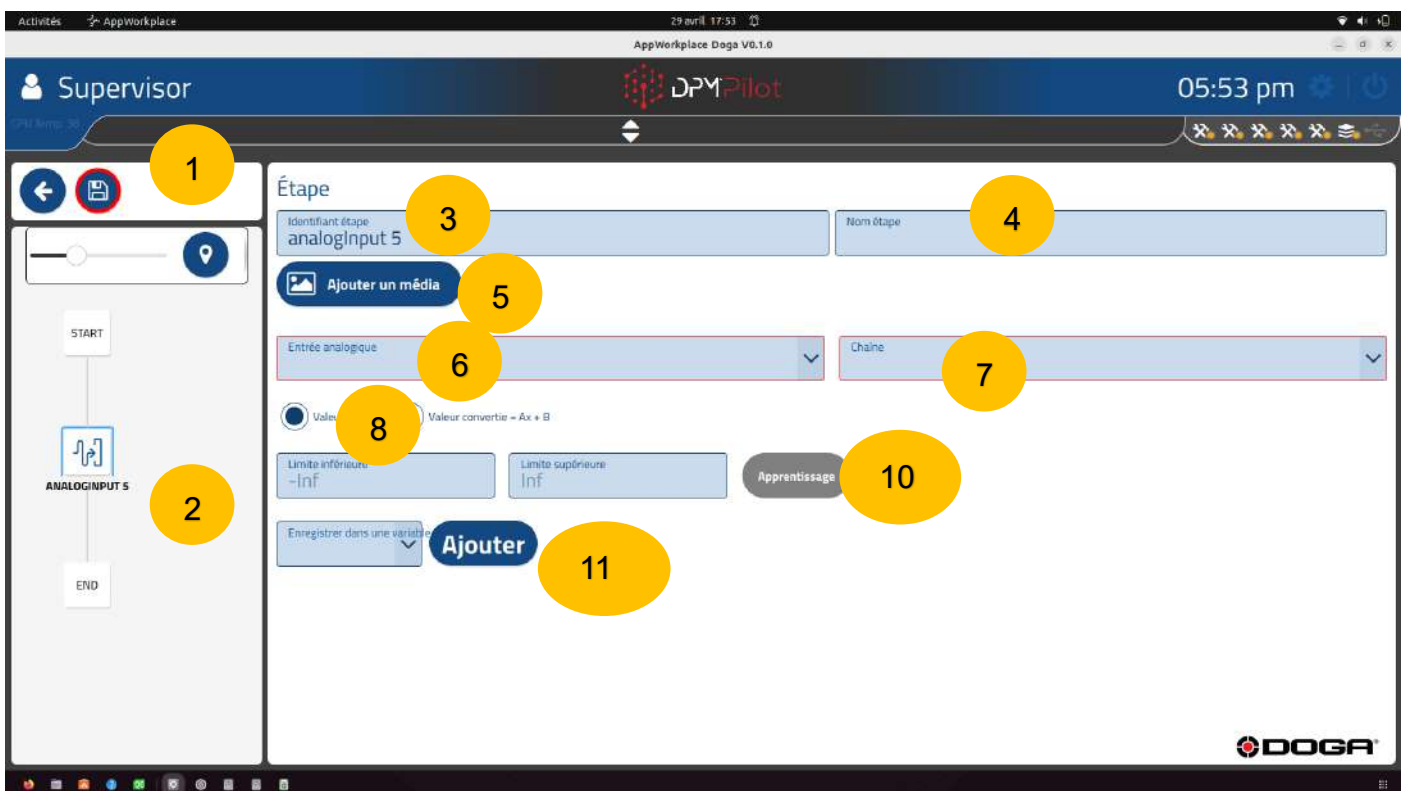 Activités AppWorkplace 29 avril 17:53
AppWorkplace Doga V0.1.0
Supervisor DPMPilot 05:53 pm
1
Étape
3
4
Identifiant étape
analogInput 5
Nom étape
Ajouter un média
5
START
Entrée analogique
6
Chaîne
7
8
Valeur convertie = Ax + B
ANALOGINPUT 5
2
Limite inférieure
-Inf
Limite supérieure
Inf
Apprentissage
10
Enregistrer dans une variable
Ajouter
11
END
DOGA